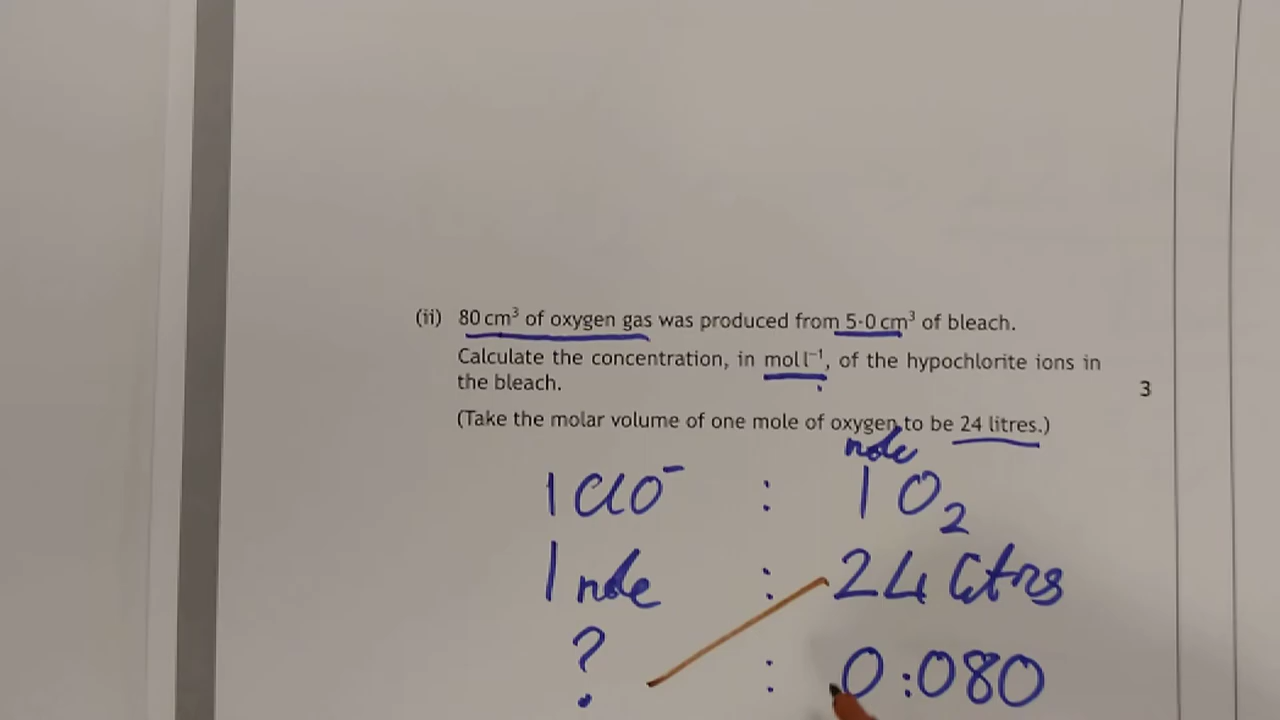 (ii) 80 cm³ of oxygen gas was produced from 5·0 cm³ of bleach.
Calculate the concentration, in mol l⁻¹, of the hypochlorite ions in
the bleach.
3
(Take the molar volume of one mole of oxygen to be 24 litres.)
mole
1 ClO⁻ : 1 O₂
1 mole : 24 litres
? : 0.080